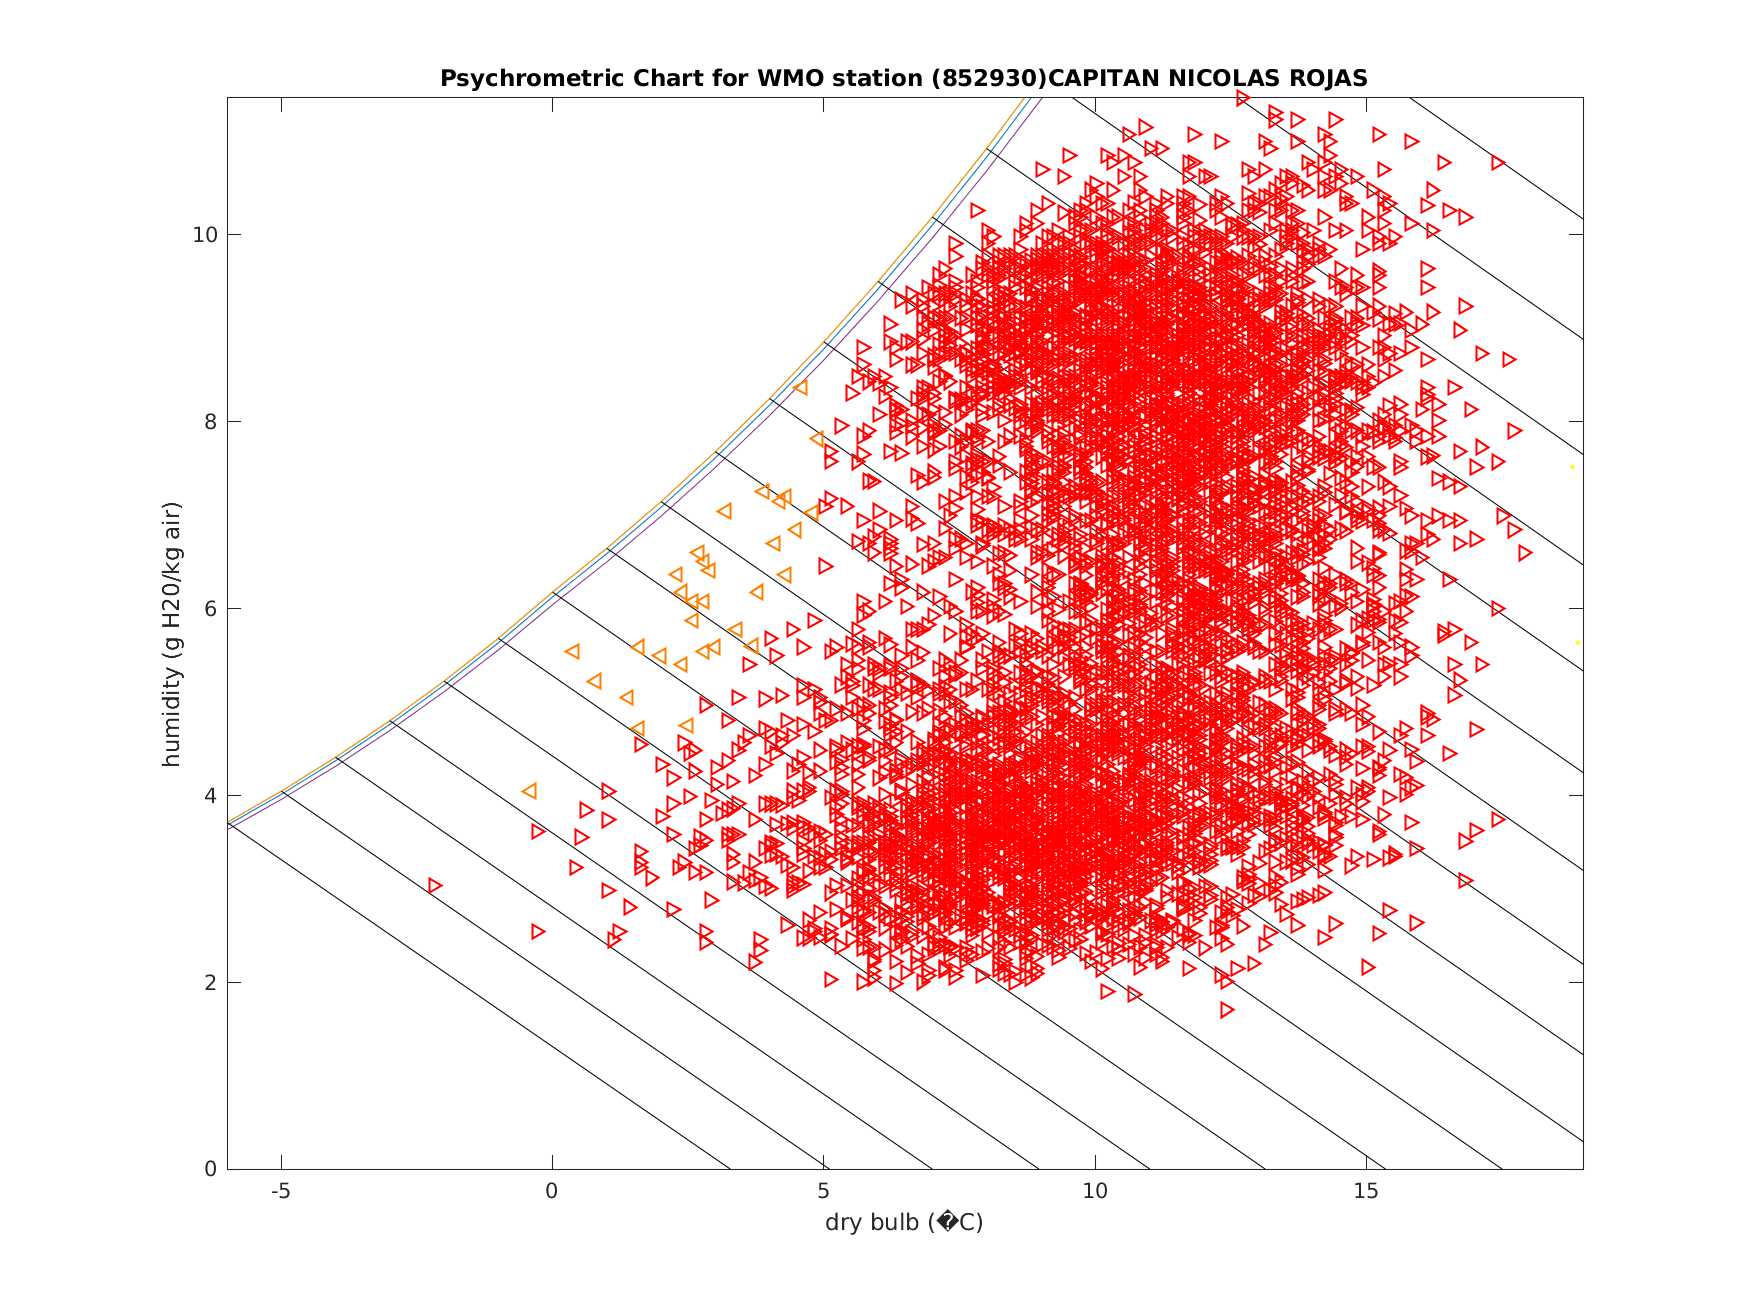 Psychrometric Chart for WMO station (852930)CAPITAN NICOLAS ROJAS
10
8
6
4
2
0
humidity (g H20/kg air)
-5 0 5 10 15
dry bulb (�C)